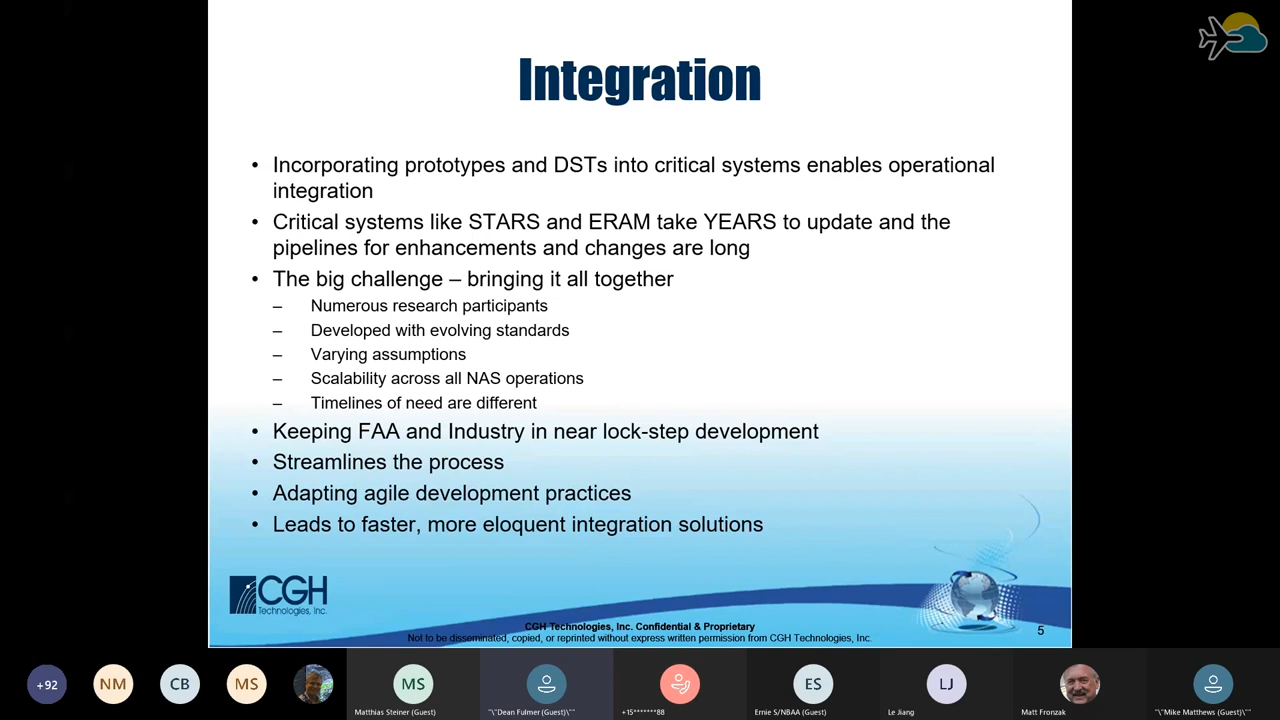 Integration
• Incorporating prototypes and DSTs into critical systems enables operational
integration
• Critical systems like STARS and ERAM take YEARS to update and the
pipelines for enhancements and changes are long
• The big challenge – bringing it all together
– Numerous research participants
– Developed with evolving standards
– Varying assumptions
– Scalability across all NAS operations
– Timelines of need are different
• Keeping FAA and Industry in near lock-step development
• Streamlines the process
• Adapting agile development practices
• Leads to faster, more eloquent integration solutions
CGH
Technologies, inc.
CGH Technologies, Inc. Confidential & Proprietary
Not to be disseminated, copied, or reprinted without express written permission from CGH Technologies, Inc.
5
+92
NM
CB
MS
MS
Matthias Steiner (Guest)
"\"Dean Fulmer (Guest)\""
+15*******88
ES
Ernie S/NBAA (Guest)
LJ
Le Jiang
Matt Fronzak
"\"Mike Matthews (Guest)\""